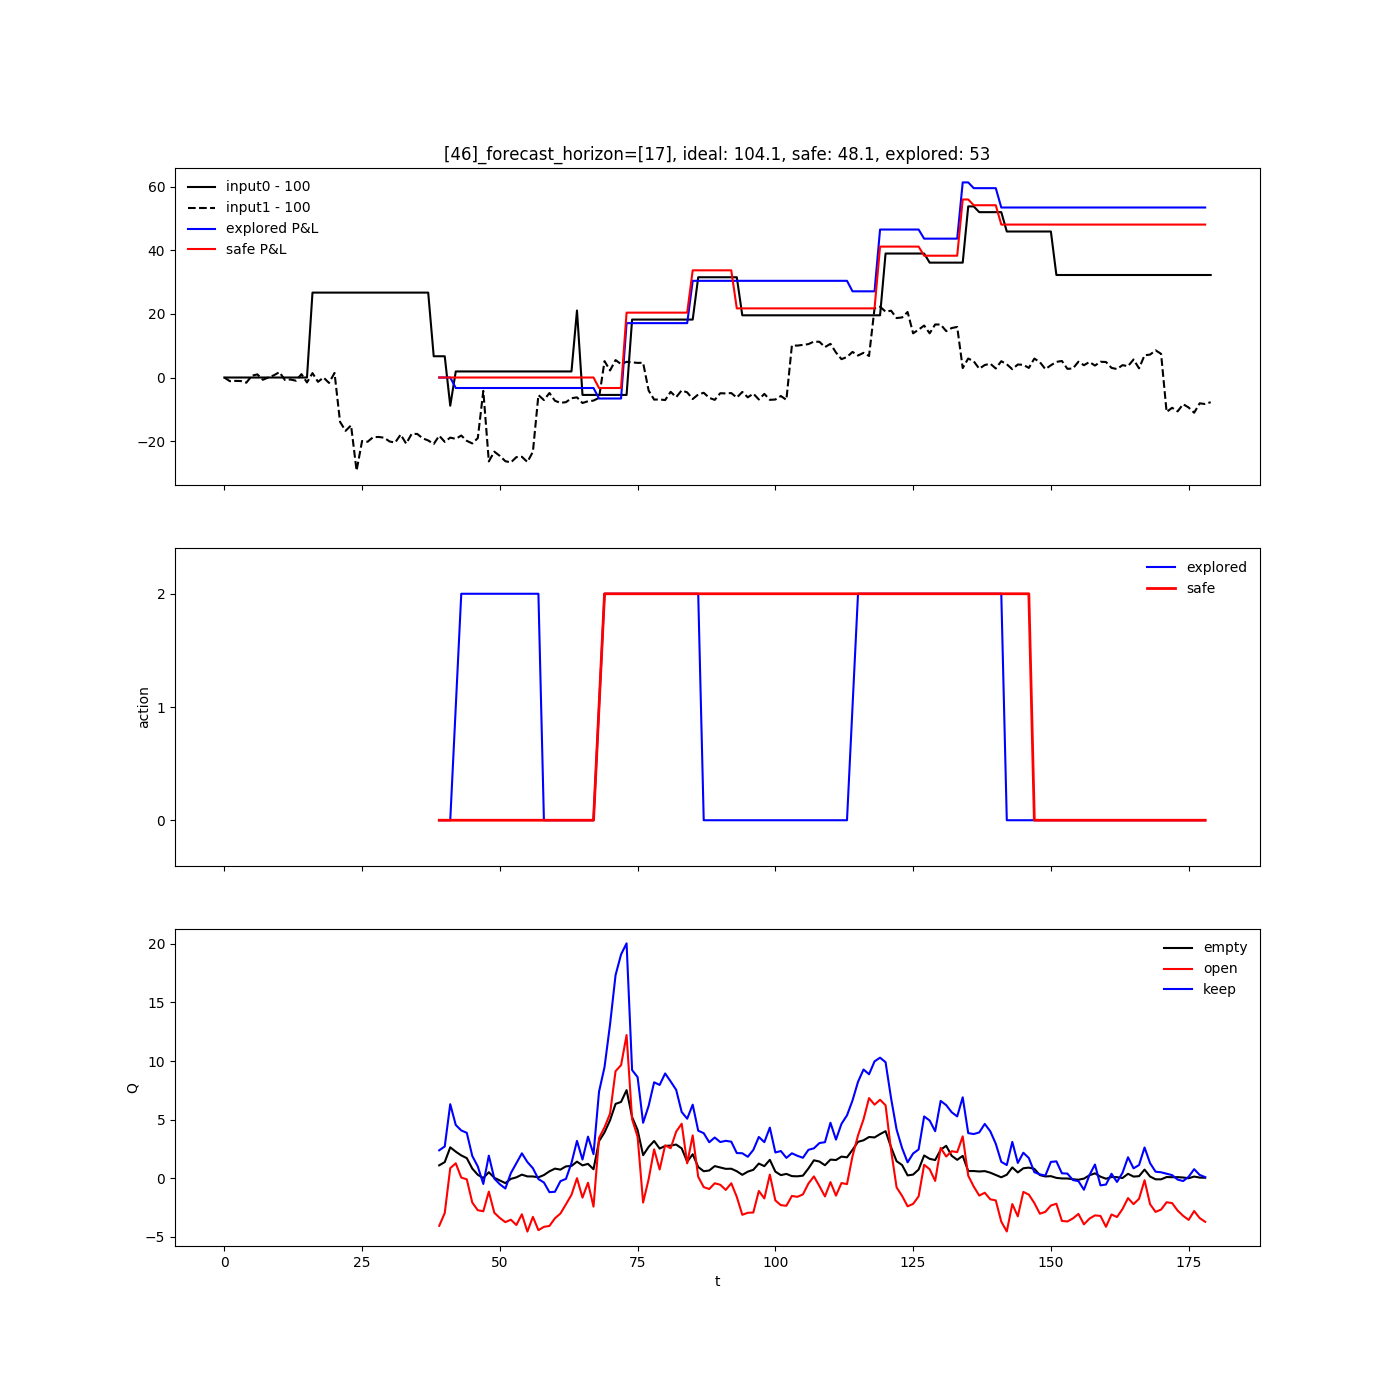 [46]_forecast_horizon=[17], ideal: 104.1, safe: 48.1, explored: 53
input0 - 100
input1 - 100
explored P&L
safe P&L
60
40
20
0
−20
explored
safe
2
1
0
action
empty
open
keep
20
15
10
5
0
−5
Q
0 25 50 75 100 125 150 175
t